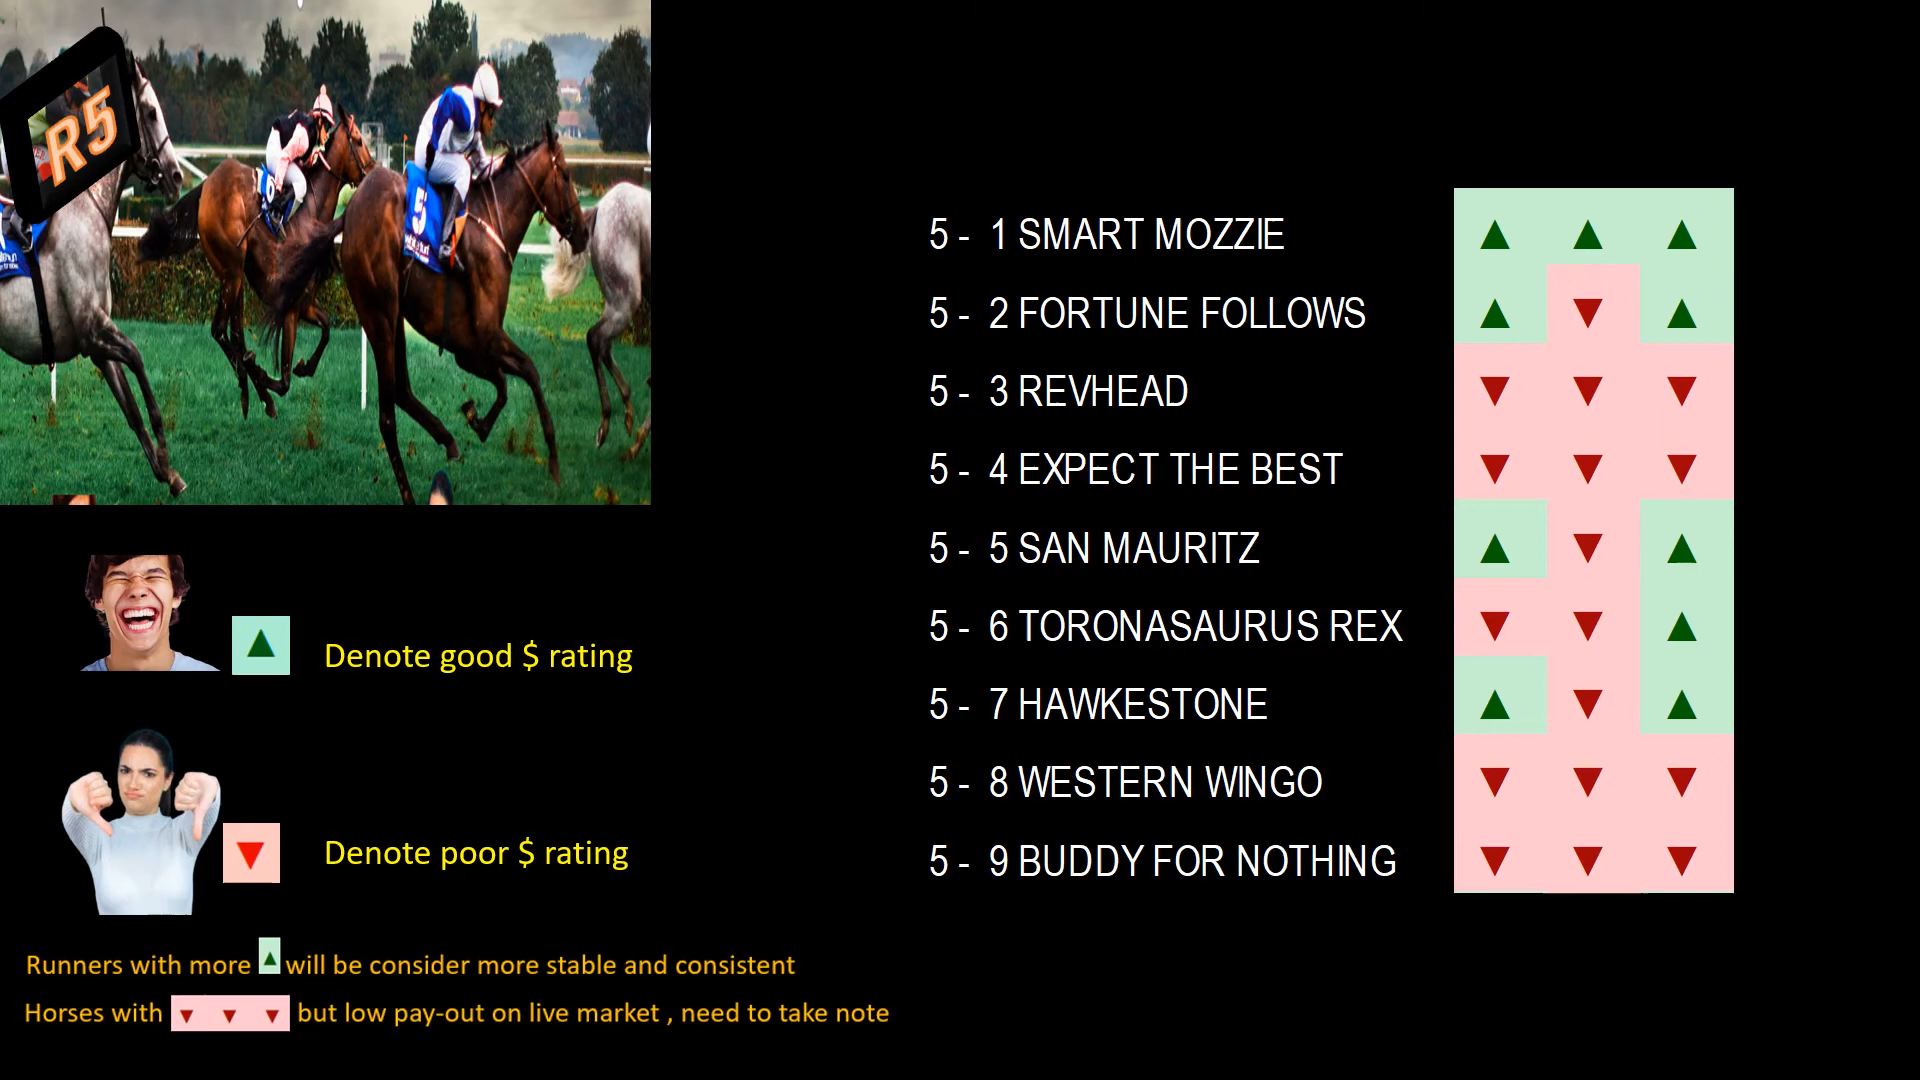 R5
6
5
5 - 1 SMART MOZZIE ▲ ▲ ▲
5 - 2 FORTUNE FOLLOWS ▲ ▼ ▲
5 - 3 REVHEAD ▼ ▼ ▼
5 - 4 EXPECT THE BEST ▼ ▼ ▼
5 - 5 SAN MAURITZ ▲ ▼ ▲
5 - 6 TORONASAURUS REX ▼ ▼ ▲
5 - 7 HAWKESTONE ▲ ▼ ▲
5 - 8 WESTERN WINGO ▼ ▼ ▼
5 - 9 BUDDY FOR NOTHING ▼ ▼ ▼
▲ Denote good $ rating
▼ Denote poor $ rating
Runners with more ▲ will be consider more stable and consistent
Horses with ▼ ▼ ▼ but low pay-out on live market , need to take note